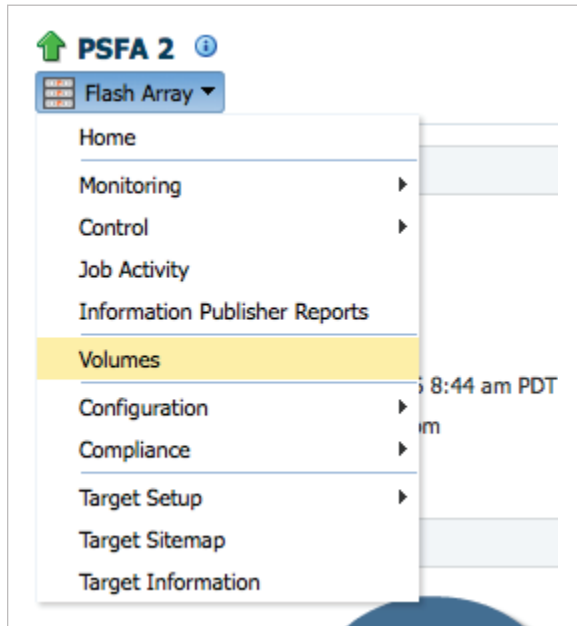 PSFA 2
Flash Array
Home
Monitoring
Control
Job Activity
Information Publisher Reports
Volumes
8:44 am PDT
Configuration
Compliance
Target Setup
Target Sitemap
Target Information